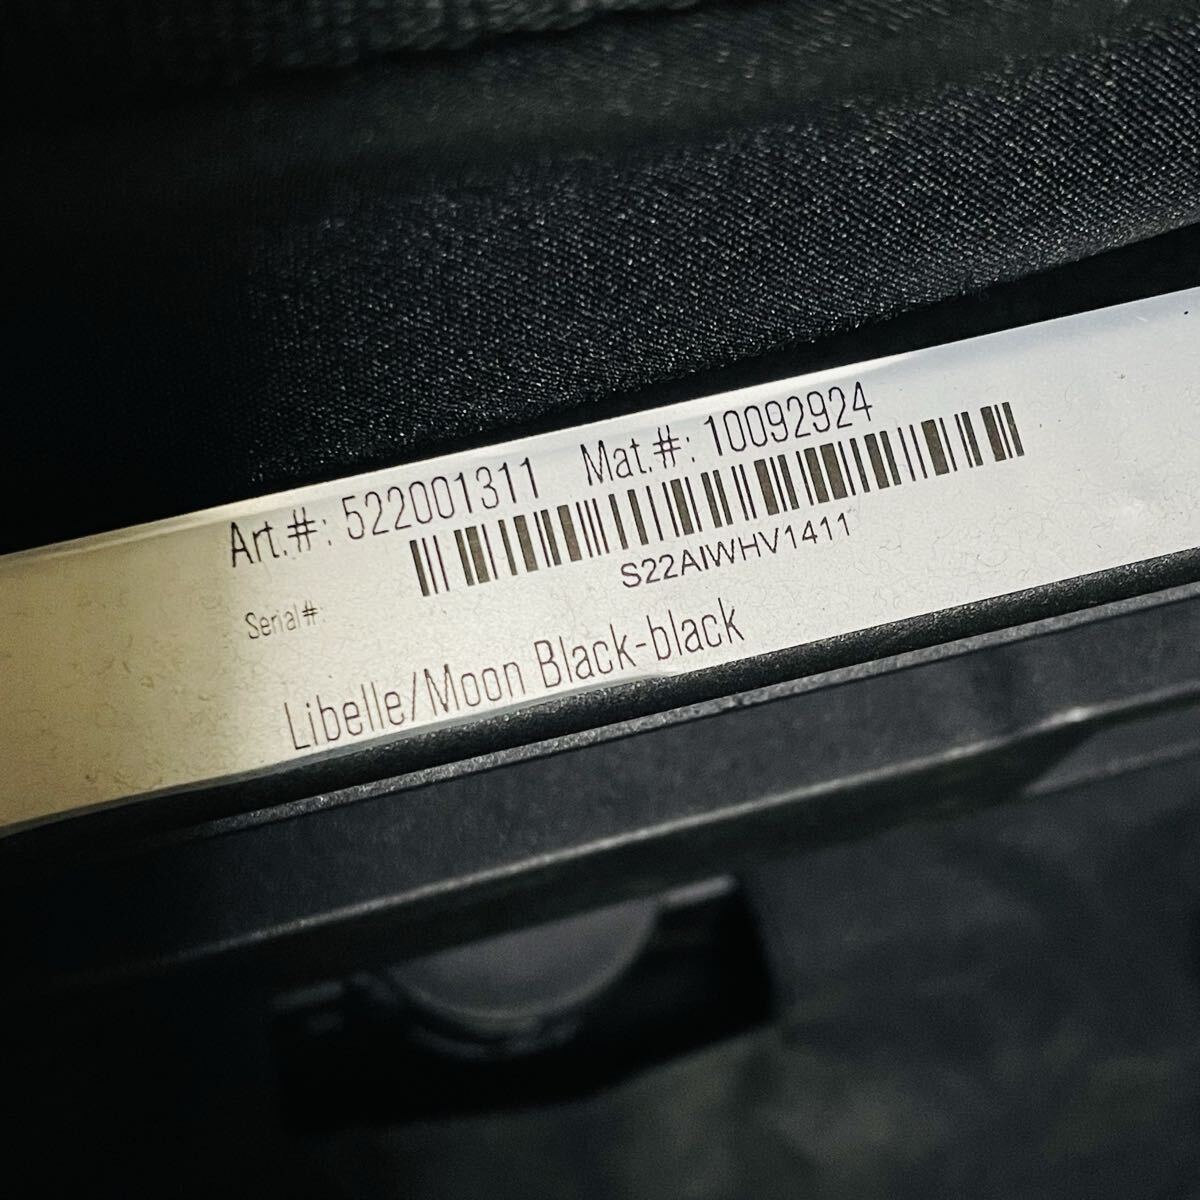 Art.#: 522001311 Mat.#: 10092924
Serial#:
S22AIWHV1411
Libelle/Moon Black-black